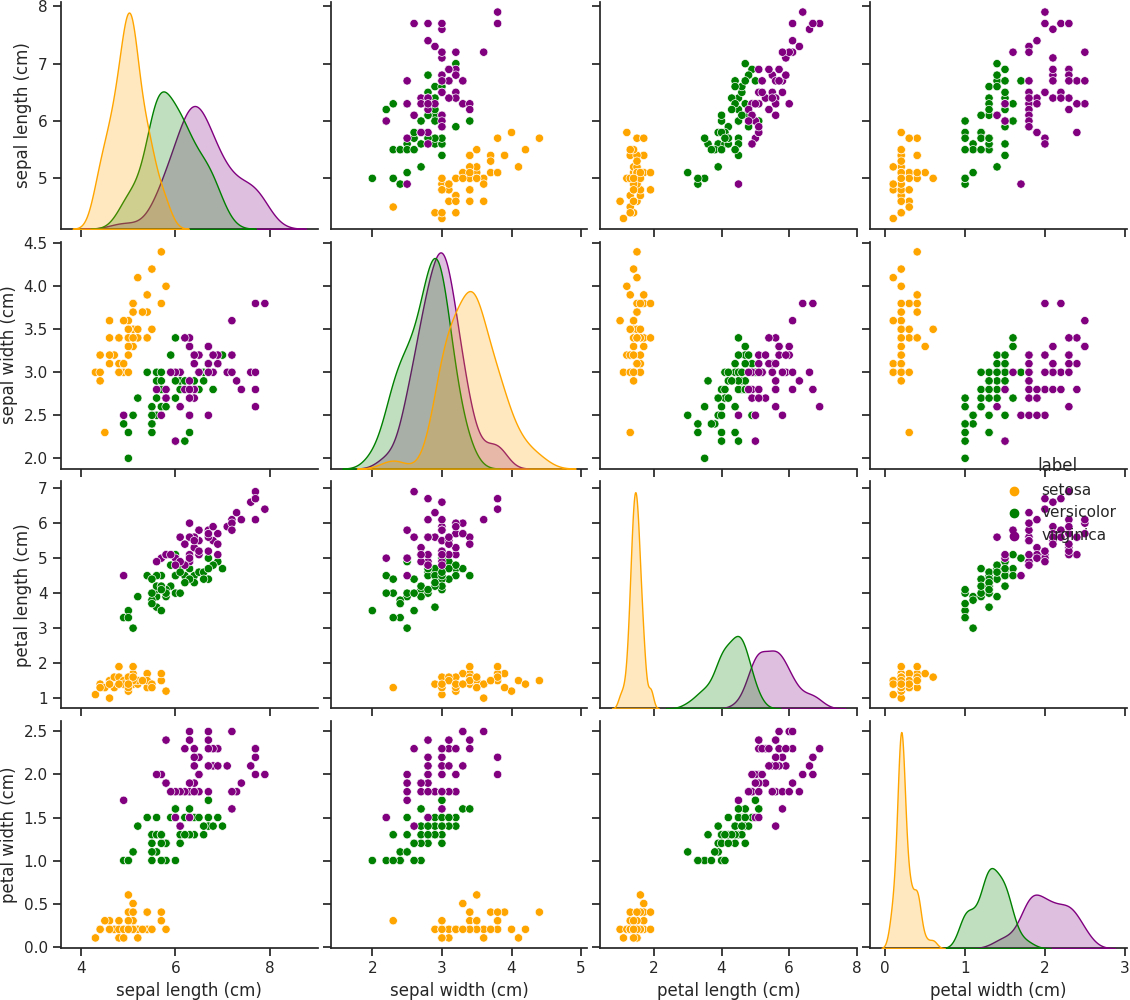 8
7
6
5
sepal length (cm)
4.5
4.0
3.5
3.0
2.5
2.0
sepal width (cm)
label
setosa
versicolor
virginica
7
6
5
4
3
2
1
petal length (cm)
2.5
2.0
1.5
1.0
0.5
0.0
petal width (cm)
4 6 8
2 3 4 5
2 4 6 8
0 1 2 3
sepal length (cm)
sepal width (cm)
petal length (cm)
petal width (cm)